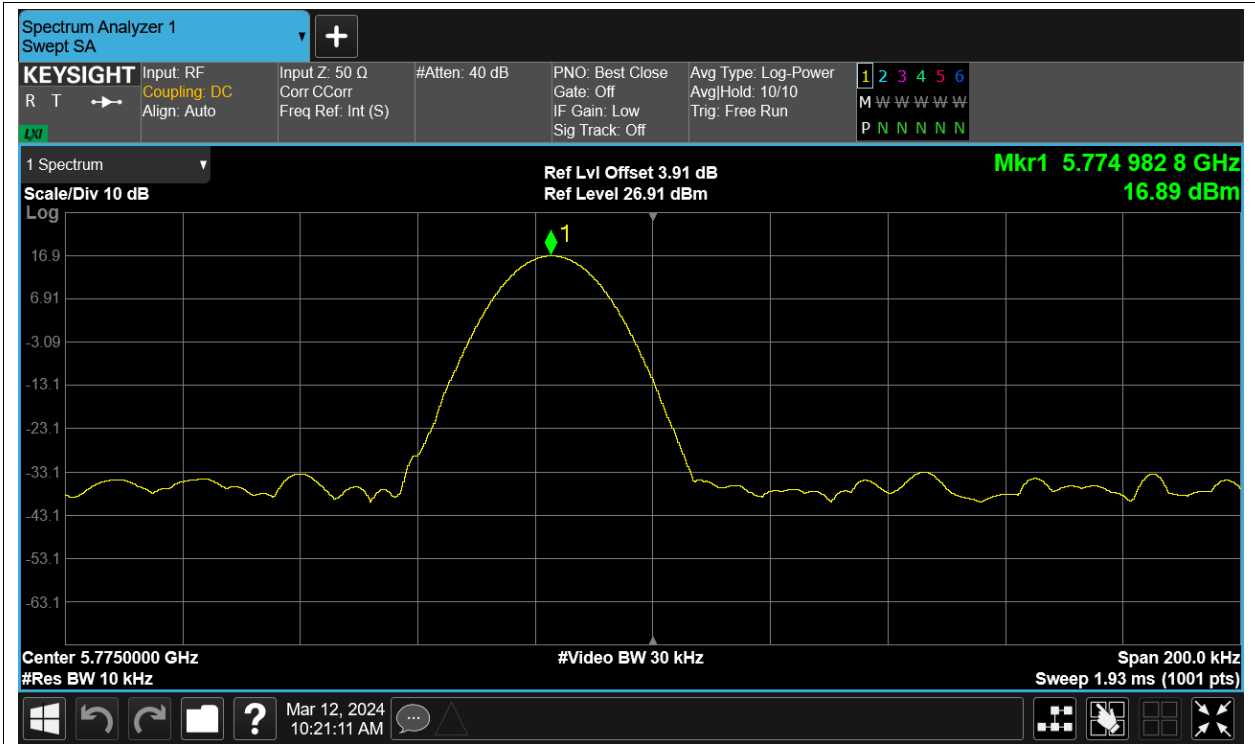 Spectrum Analyzer 1
Swept SA
KEYSIGHT
R T
LXI
Input: RF
Coupling: DC
Align: Auto
Input Z: 50 Ω
Corr CCorr
Freq Ref: Int (S)
#Atten: 40 dB
PNO: Best Close
Gate: Off
IF Gain: Low
Sig Track: Off
Avg Type: Log-Power
Avg|Hold: 10/10
Trig: Free Run
1 2 3 4 5 6
M W W W W W
P N N N N N
1 Spectrum
Scale/Div 10 dB
Log
Ref Lvl Offset 3.91 dB
Ref Level 26.91 dBm
Mkr1 5.774 982 8 GHz
16.89 dBm
1
16.9
6.91
-3.09
-13.1
-23.1
-33.1
-43.1
-53.1
-63.1
Center 5.7750000 GHz
#Res BW 10 kHz
#Video BW 30 kHz
Span 200.0 kHz
Sweep 1.93 ms (1001 pts)
?
Mar 12, 2024
10:21:11 AM